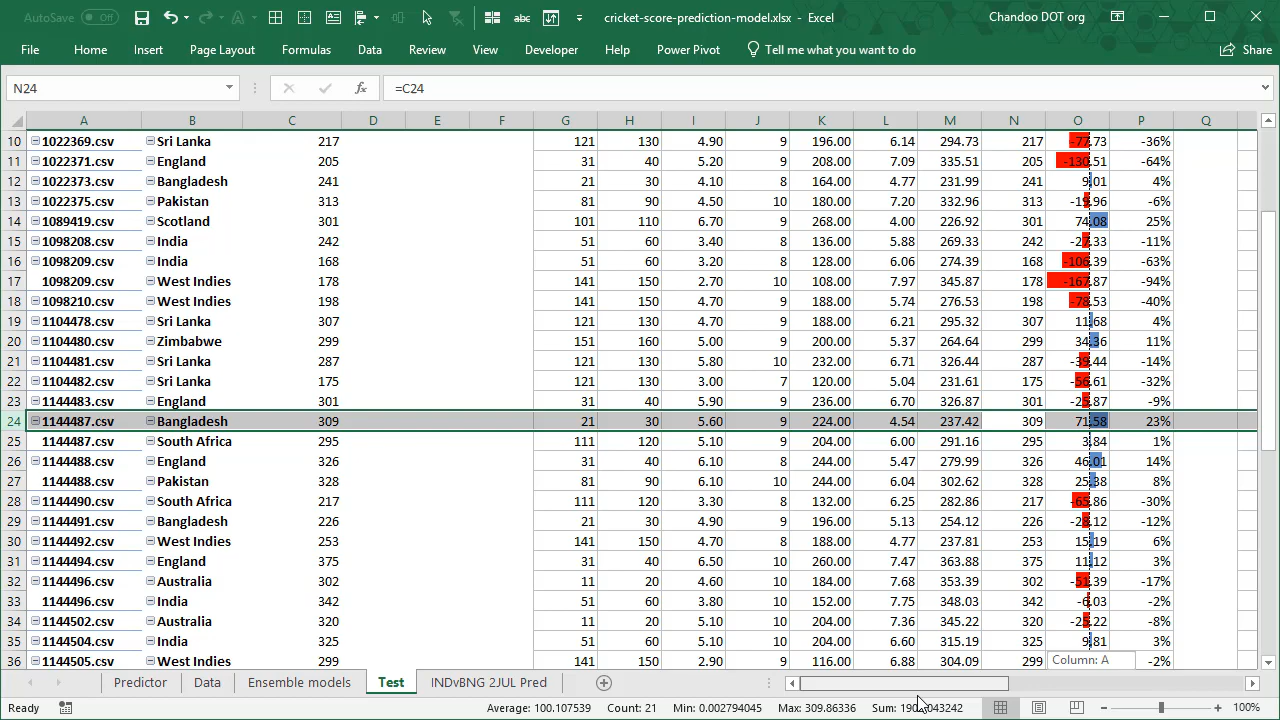 AutoSave Off cricket-score-prediction-model.xlsx - Excel Chandoo DOT org
File Home Insert Page Layout Formulas Data Review View Developer Help Power Pivot Tell me what you want to do Share
N24 fx =C24
A B C D E F G H I J K L M N O P Q
10 1022369.csv Sri Lanka 217 121 130 4.90 9 196.00 6.14 294.73 217 -77.73 -36%
11 1022371.csv England 205 31 40 5.20 9 208.00 7.09 335.51 205 -130.51 -64%
12 1022373.csv Bangladesh 241 21 30 4.10 8 164.00 4.77 231.99 241 9.01 4%
13 1022375.csv Pakistan 313 81 90 4.50 10 180.00 7.20 332.96 313 -19.96 -6%
14 1089419.csv Scotland 301 101 110 6.70 9 268.00 4.00 226.92 301 74.08 25%
15 1098208.csv India 242 51 60 3.40 8 136.00 5.88 269.33 242 -27.33 -11%
16 1098209.csv India 168 51 60 3.20 8 128.00 6.06 274.39 168 -106.39 -63%
17 1098209.csv West Indies 178 141 150 2.70 10 108.00 7.97 345.87 178 -167.87 -94%
18 1098210.csv West Indies 198 141 150 4.70 9 188.00 5.74 276.53 198 -78.53 -40%
19 1104478.csv Sri Lanka 307 121 130 4.70 9 188.00 6.21 295.32 307 11.68 4%
20 1104480.csv Zimbabwe 299 151 160 5.00 9 200.00 5.37 264.64 299 34.36 11%
21 1104481.csv Sri Lanka 287 121 130 5.80 10 232.00 6.71 326.44 287 -39.44 -14%
22 1104482.csv Sri Lanka 175 121 130 3.00 7 120.00 5.04 231.61 175 -56.61 -32%
23 1144483.csv England 301 31 40 5.90 9 236.00 6.70 326.87 301 -25.87 -9%
24 1144487.csv Bangladesh 309 21 30 5.60 9 224.00 4.54 237.42 309 71.58 23%
25 1144487.csv South Africa 295 111 120 5.10 9 204.00 6.00 291.16 295 3.84 1%
26 1144488.csv England 326 31 40 6.10 9 244.00 5.47 279.99 326 46.01 14%
27 1144488.csv Pakistan 328 81 90 6.10 9 244.00 6.04 302.62 328 25.38 8%
28 1144490.csv South Africa 217 111 120 3.30 8 132.00 6.25 282.86 217 -65.86 -30%
29 1144491.csv Bangladesh 226 21 30 4.90 9 196.00 5.13 254.12 226 -28.12 -12%
30 1144492.csv West Indies 253 141 150 4.70 8 188.00 4.77 237.81 253 15.19 6%
31 1144494.csv England 375 31 40 6.50 10 260.00 7.47 363.88 375 11.12 3%
32 1144496.csv Australia 302 11 20 4.60 10 184.00 7.68 353.39 302 -51.39 -17%
33 1144496.csv India 342 51 60 3.80 10 152.00 7.75 348.03 342 -6.03 -2%
34 1144502.csv Australia 320 11 20 5.10 10 204.00 7.36 345.22 320 -25.22 -8%
35 1144504.csv India 325 51 60 5.10 10 204.00 6.60 315.19 325 9.81 3%
36 1144505.csv West Indies 299 141 150 2.90 9 116.00 6.88 304.09 299 Column: A -2%
Predictor Data Ensemble models Test INDvBNG 2JUL Pred
Ready Average: 100.107539 Count: 21 Max: 309.86336 100%